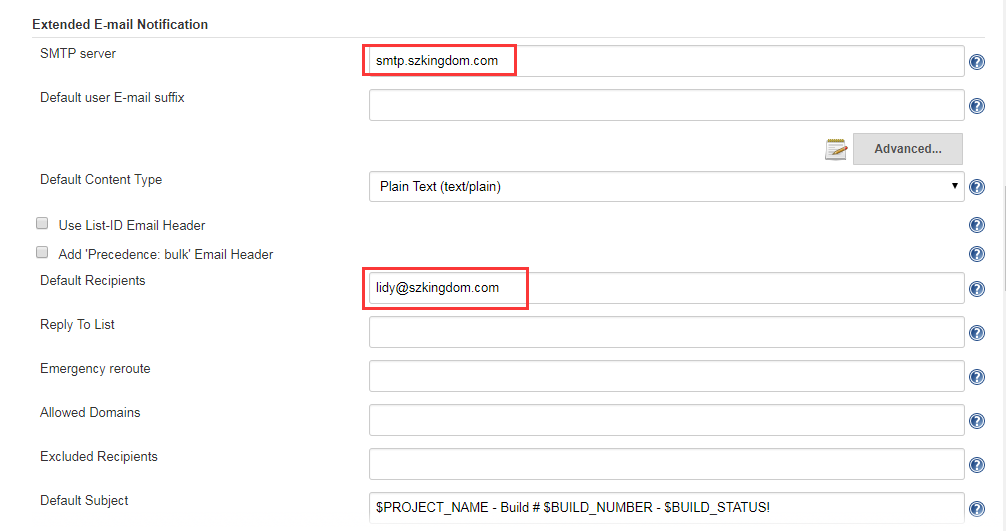 Extended E-mail Notification
SMTP server
smtp.szkingdom.com
Default user E-mail suffix
Advanced...
Default Content Type
Plain Text (text/plain)
Use List-ID Email Header
Add 'Precedence: bulk' Email Header
Default Recipients
lidy@szkingdom.com
Reply To List
Emergency reroute
Allowed Domains
Excluded Recipients
Default Subject
$PROJECT_NAME - Build # $BUILD_NUMBER - $BUILD_STATUS!